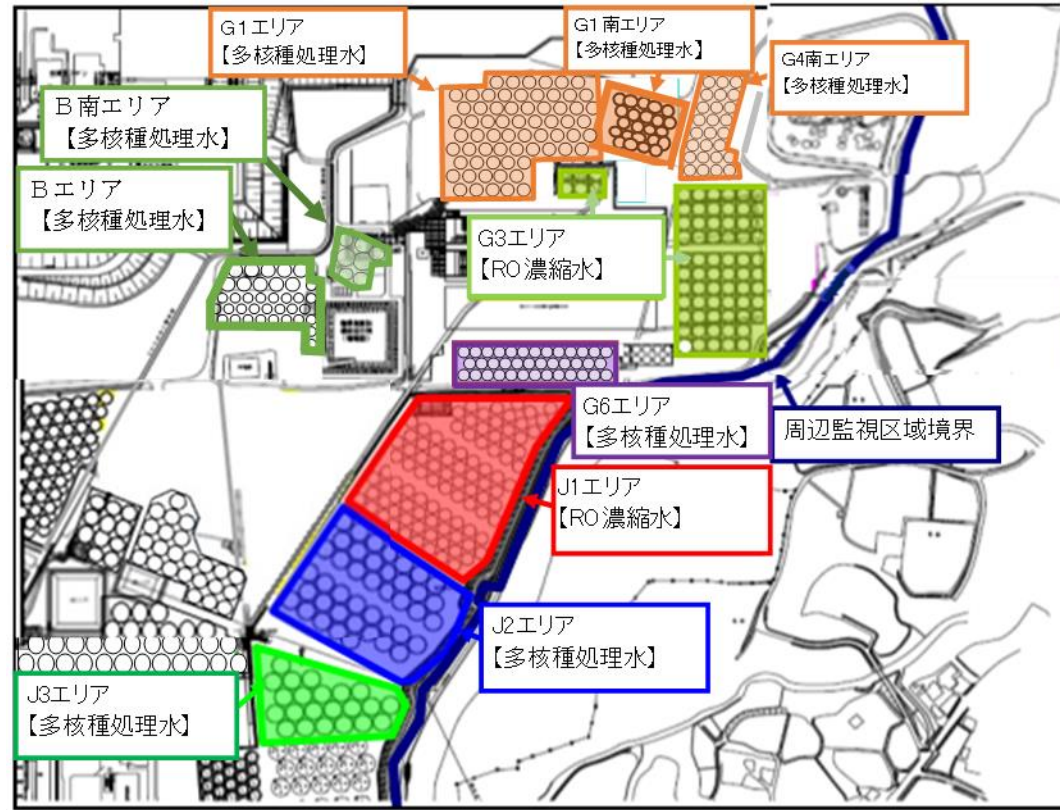 G1エリア
【多核種処理水】
G1南エリア
【多核種処理水】
G4南エリア
【多核種処理水】
B南エリア
【多核種処理水】
Bエリア
【多核種処理水】
G3エリア
【RO濃縮水】
G6エリア
【多核種処理水】
周辺監視区域境界
J1エリア
【RO濃縮水】
J2エリア
【多核種処理水】
J3エリア
【多核種処理水】